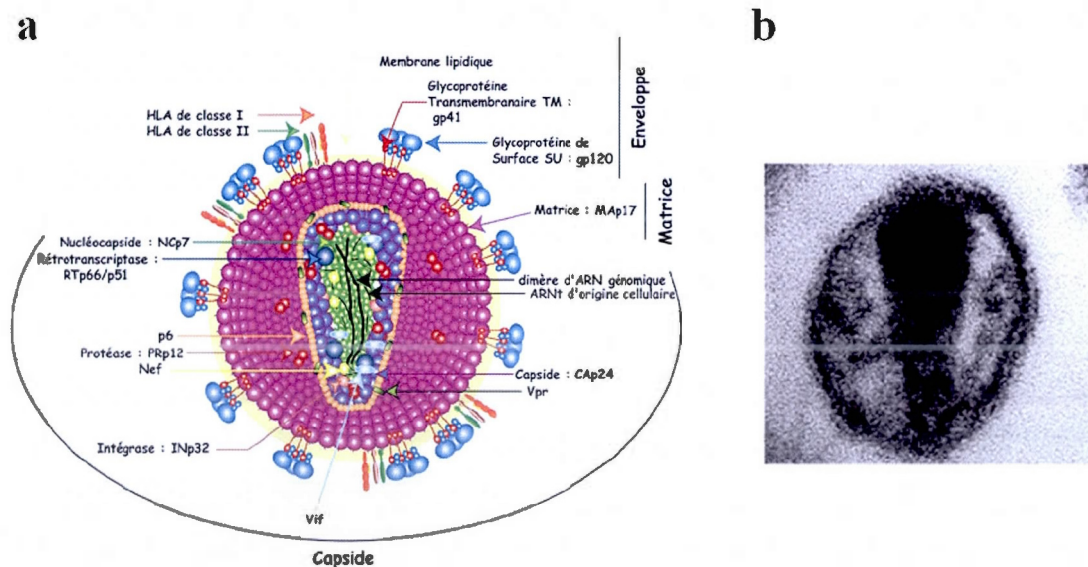 a
b
Membrane lipidique
Glycoprotéine
Transmembranaire TM :
gp41
HLA de classe I
HLA de classe II
Glycoprotéine de
Surface SU : gp120
Enveloppe
Matrice : MAp17
Matrice
Nucléocapside : NCp7
Rétrotranscriptase :
RTp66/p51
dimère d'ARN génomique
ARNt d'origine cellulaire
p6
Protéase : PRp12
Nef
Capside : CAp24
Vpr
Intégrase : INp32
Vif
Capside